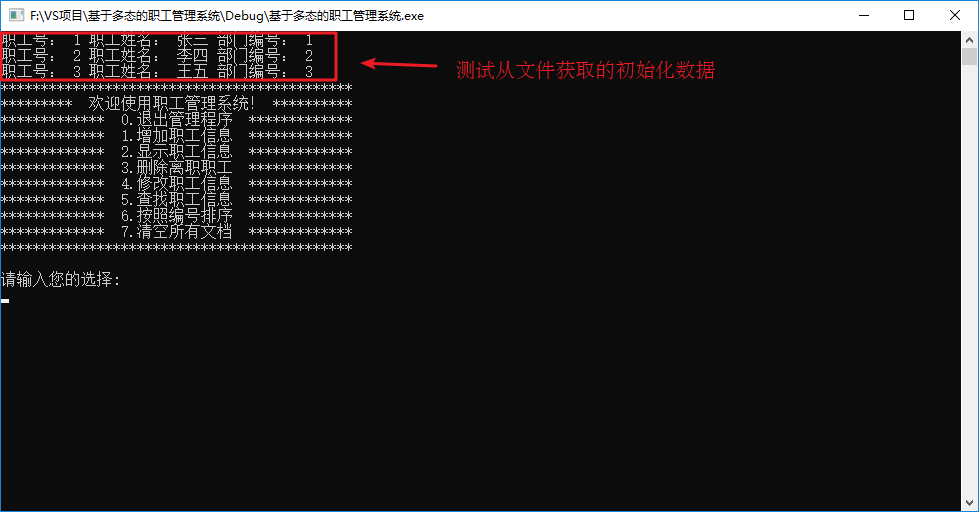 F:\VS项目\基于多态的职工管理系统\Debug\基于多态的职工管理系统.exe
职工号： 1 职工姓名： 张三 部门编号： 1
职工号： 2 职工姓名： 李四 部门编号： 2
职工号： 3 职工姓名： 王五 部门编号： 3
测试从文件获取的初始化数据
********************************************
*********  欢迎使用职工管理系统！ **********
*************  0.退出管理程序  *************
*************  1.增加职工信息  *************
*************  2.显示职工信息  *************
*************  3.删除离职职工  *************
*************  4.修改职工信息  *************
*************  5.查找职工信息  *************
*************  6.按照编号排序  *************
*************  7.清空所有文档  *************
********************************************
请输入您的选择: